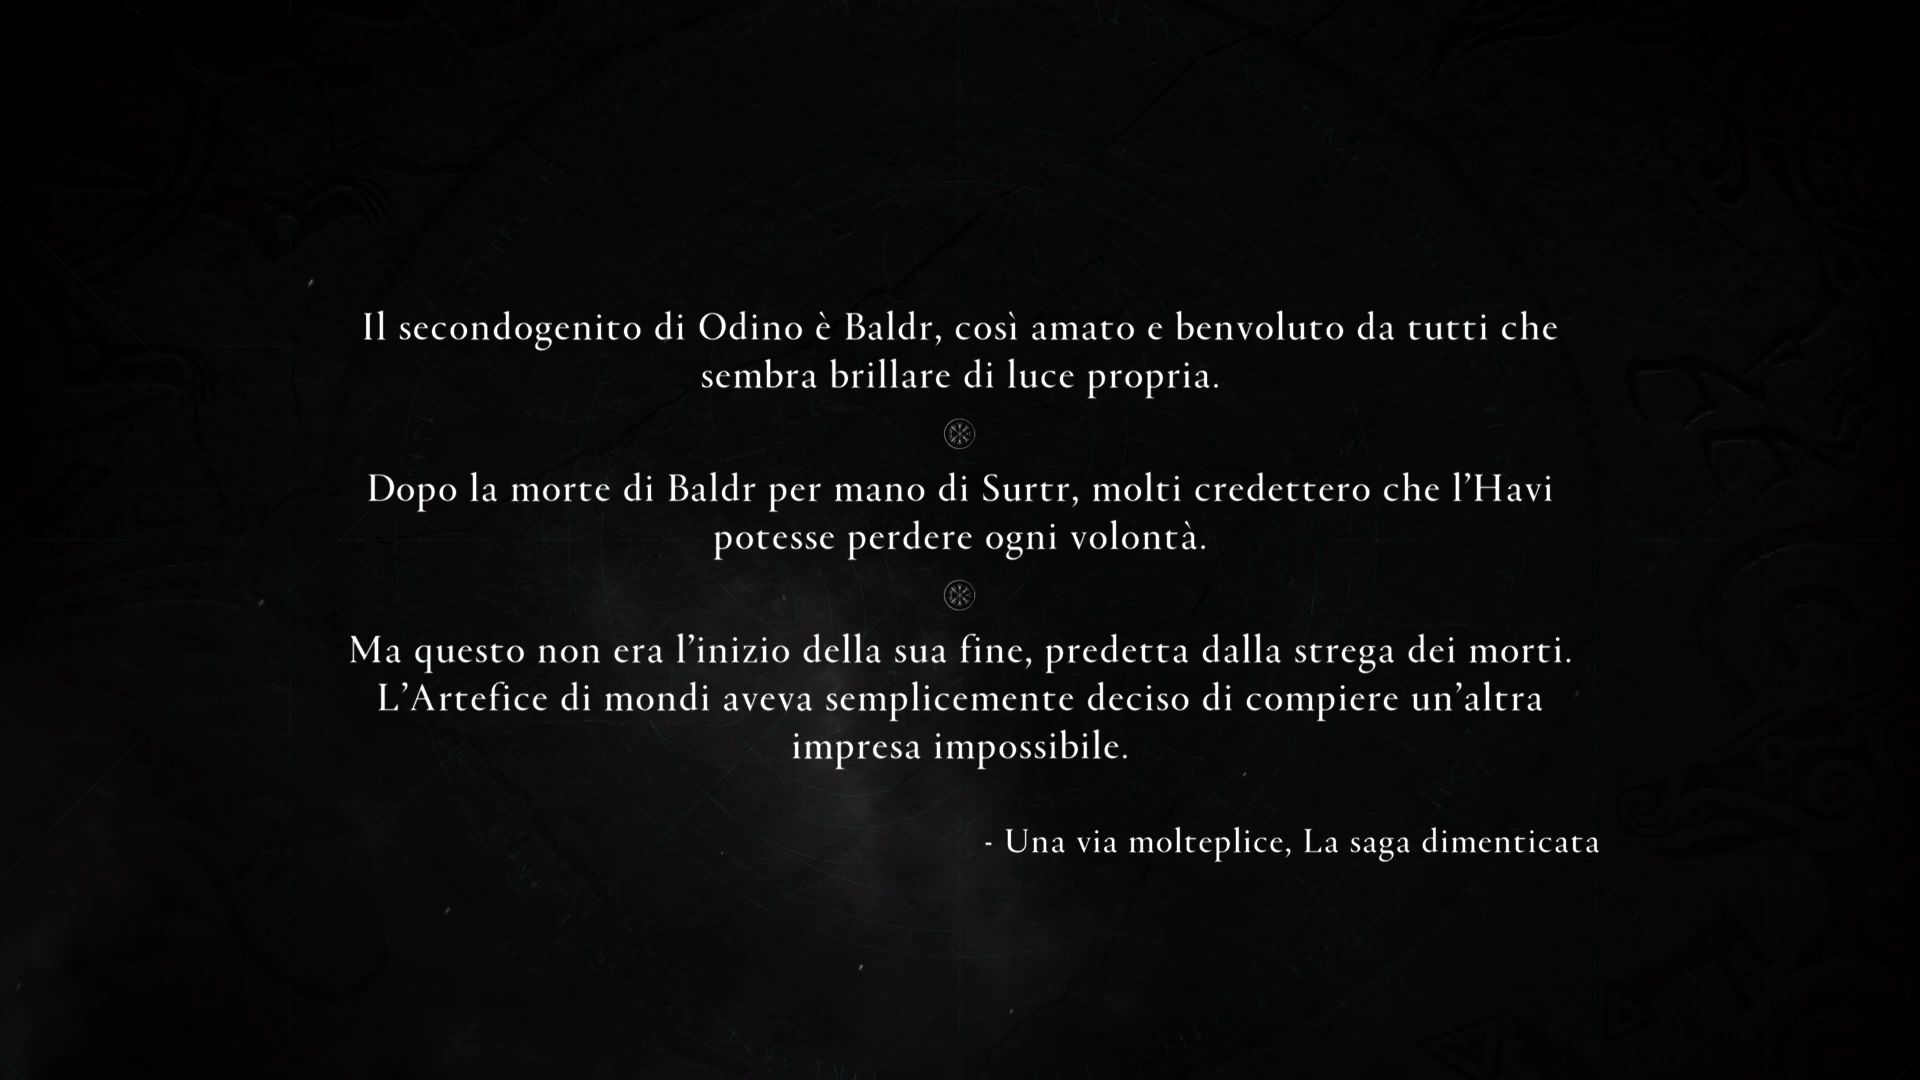 Il secondogenito di Odino è Baldr, così amato e benvoluto da tutti che
sembra brillare di luce propria.
Dopo la morte di Baldr per mano di Surtr, molti credettero che l'Havi
potesse perdere ogni volontà.
Ma questo non era l'inizio della sua fine, predetta dalla strega dei morti.
L'Artefice di mondi aveva semplicemente deciso di compiere un'altra
impresa impossibile.
- Una via molteplice, La saga dimenticata